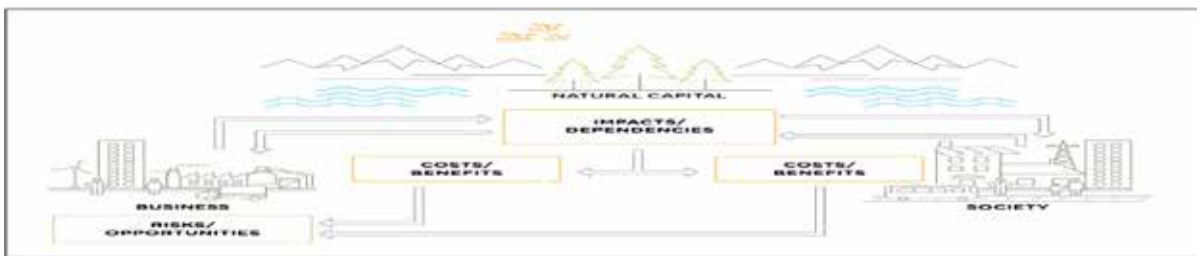 NATURAL CAPITAL
IMPACTS/
DEPENDENCIES
COSTS/
BENEFITS
COSTS/
BENEFITS
BUSINESS
SOCIETY
RISKS/
OPPORTUNITIES